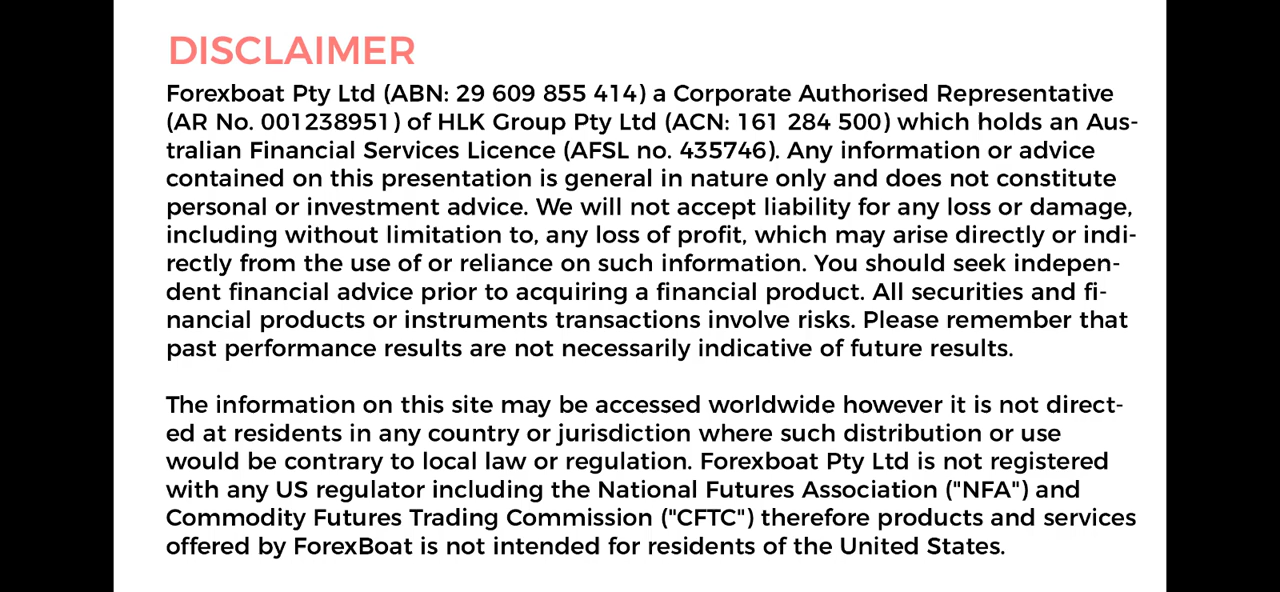 DISCLAIMER
Forexboat Pty Ltd (ABN: 29 609 855 414) a Corporate Authorised Representative
(AR No. 001238951) of HLK Group Pty Ltd (ACN: 161 284 500) which holds an Aus-
tralian Financial Services Licence (AFSL no. 435746). Any information or advice
contained on this presentation is general in nature only and does not constitute
personal or investment advice. We will not accept liability for any loss or damage,
including without limitation to, any loss of profit, which may arise directly or indi-
rectly from the use of or reliance on such information. You should seek indepen-
dent financial advice prior to acquiring a financial product. All securities and fi-
nancial products or instruments transactions involve risks. Please remember that
past performance results are not necessarily indicative of future results.
The information on this site may be accessed worldwide however it is not direct-
ed at residents in any country or jurisdiction where such distribution or use
would be contrary to local law or regulation. Forexboat Pty Ltd is not registered
with any US regulator including the National Futures Association ("NFA") and
Commodity Futures Trading Commission ("CFTC") therefore products and services
offered by ForexBoat is not intended for residents of the United States.